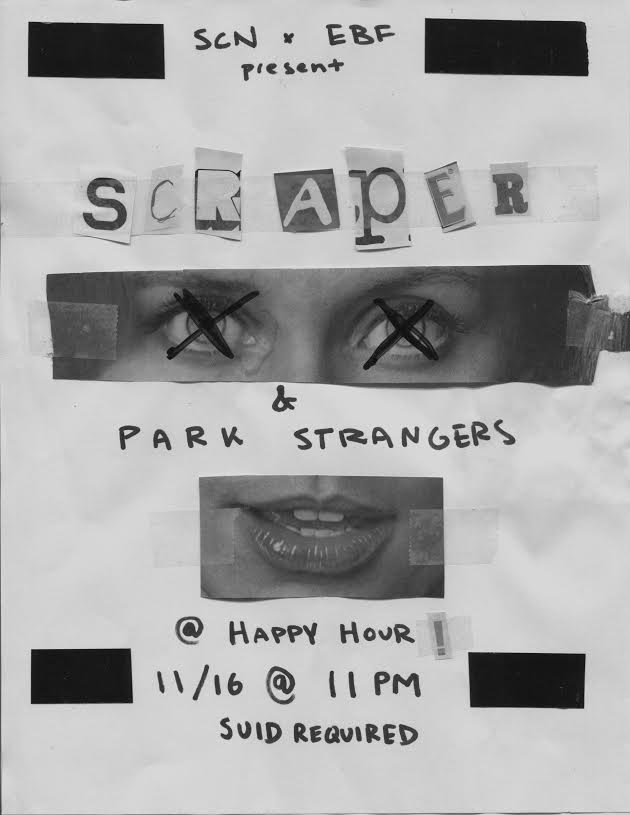 SCN x EBF
present
SCRApER
&
PARK STRANGERS
@ HAPPY HOUR!
11/16 @ 11 PM
SUID REQUIRED